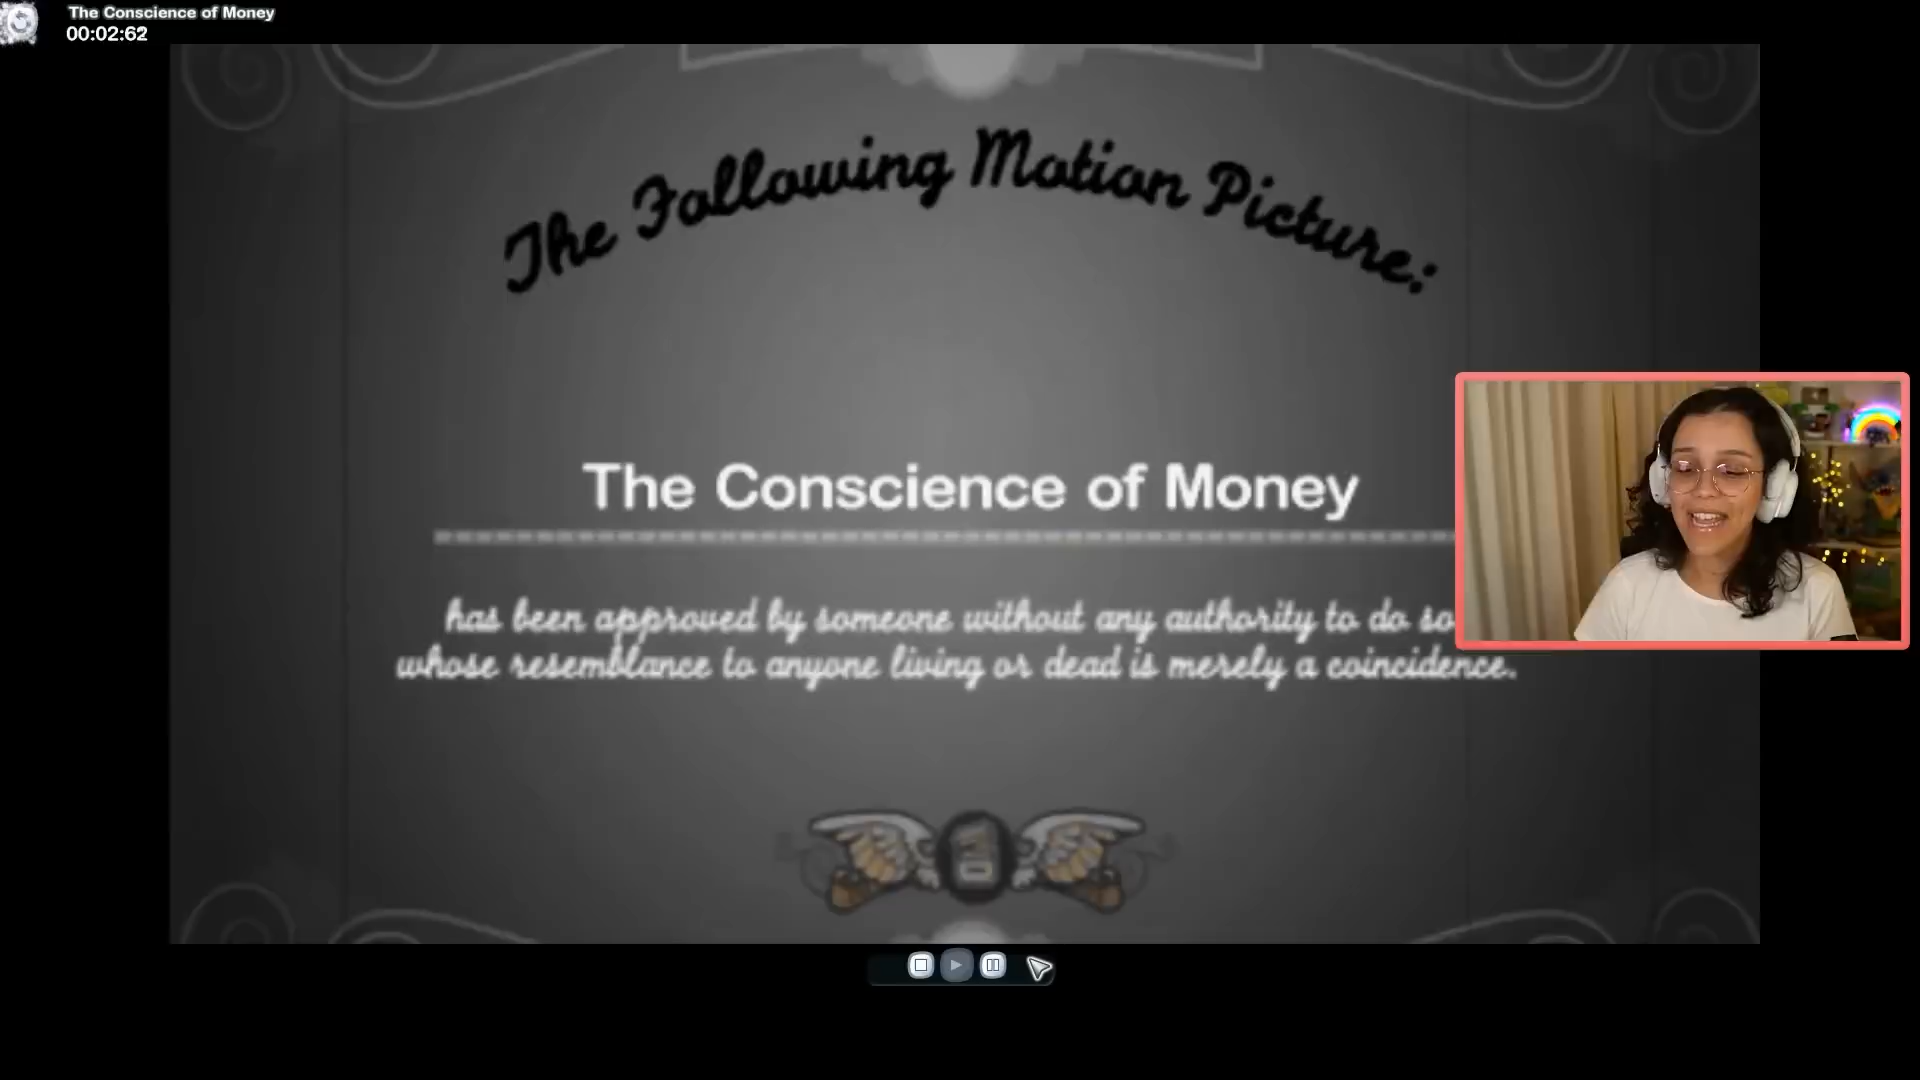 The Conscience of Money
00:02:62
The Following Motion Picture:
The Conscience of Money
has been approved by someone without any authority to do so
whose resemblance to anyone living or dead is merely a coincidence.